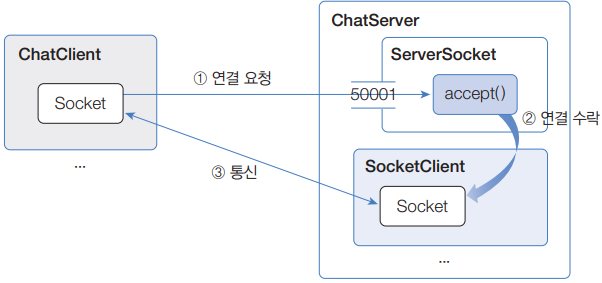 ChatServer
ChatClient
ServerSocket
① 연결 요청
Socket
50001
accept()
② 연결 수락
...
③ 통신
SocketClient
Socket
...